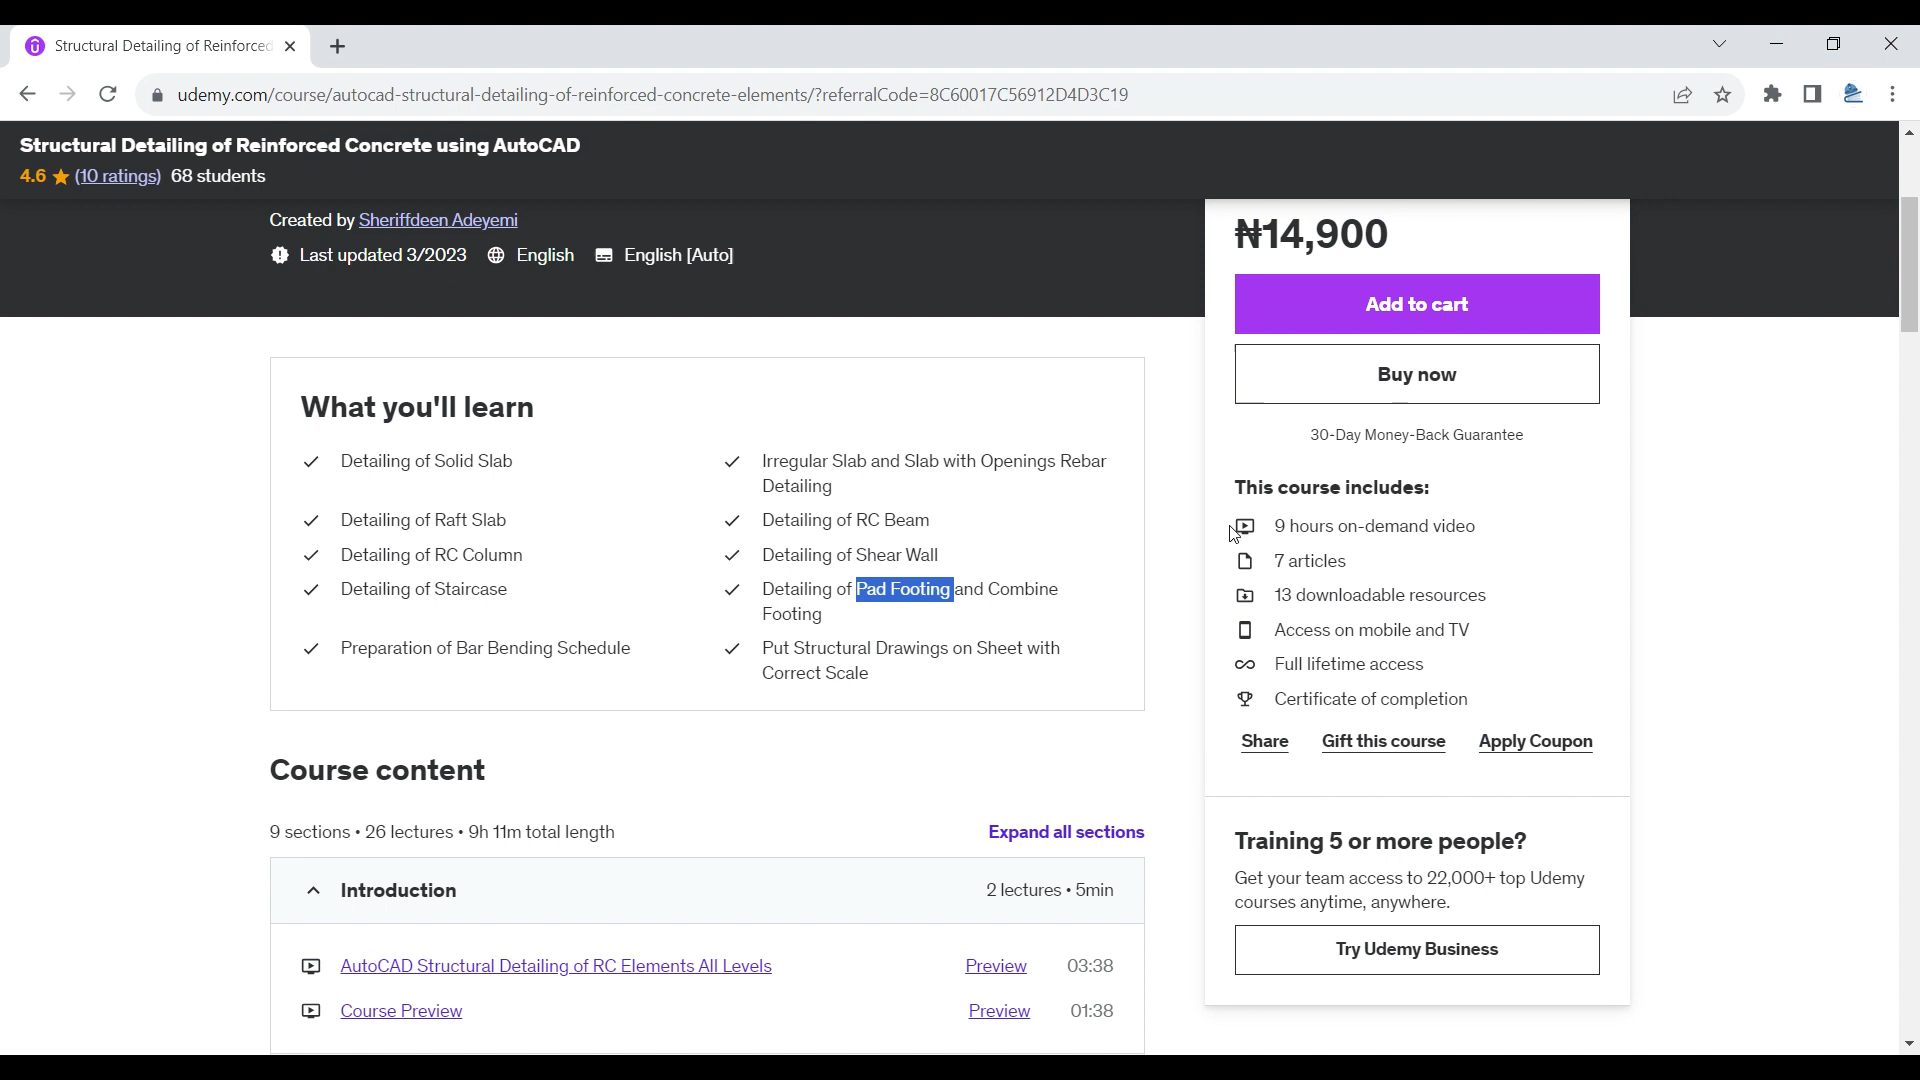 Structural Detailing of Reinforced
udemy.com/course/autocad-structural-detailing-of-reinforced-concrete-elements/?referralCode=8C60017C56912D4D3C19
Structural Detailing of Reinforced Concrete using AutoCAD
4.6 ★ (10 ratings) 68 students
Created by Sheriffdeen Adeyemi
Last updated 3/2023 English English [Auto]
What you'll learn
Detailing of Solid Slab
Irregular Slab and Slab with Openings Rebar
Detailing
Detailing of Raft Slab
Detailing of RC Beam
Detailing of RC Column
Detailing of Shear Wall
Detailing of Staircase
Detailing of Pad Footing and Combine
Footing
Preparation of Bar Bending Schedule
Put Structural Drawings on Sheet with
Correct Scale
Course content
9 sections • 26 lectures • 9h 11m total length
Expand all sections
Introduction
2 lectures • 5min
AutoCAD Structural Detailing of RC Elements All Levels
Preview 03:38
Course Preview
Preview 01:38
₦14,900
Add to cart
Buy now
30-Day Money-Back Guarantee
This course includes:
9 hours on-demand video
7 articles
13 downloadable resources
Access on mobile and TV
Full lifetime access
Certificate of completion
Share Gift this course Apply Coupon
Training 5 or more people?
Get your team access to 22,000+ top Udemy
courses anytime, anywhere.
Try Udemy Business